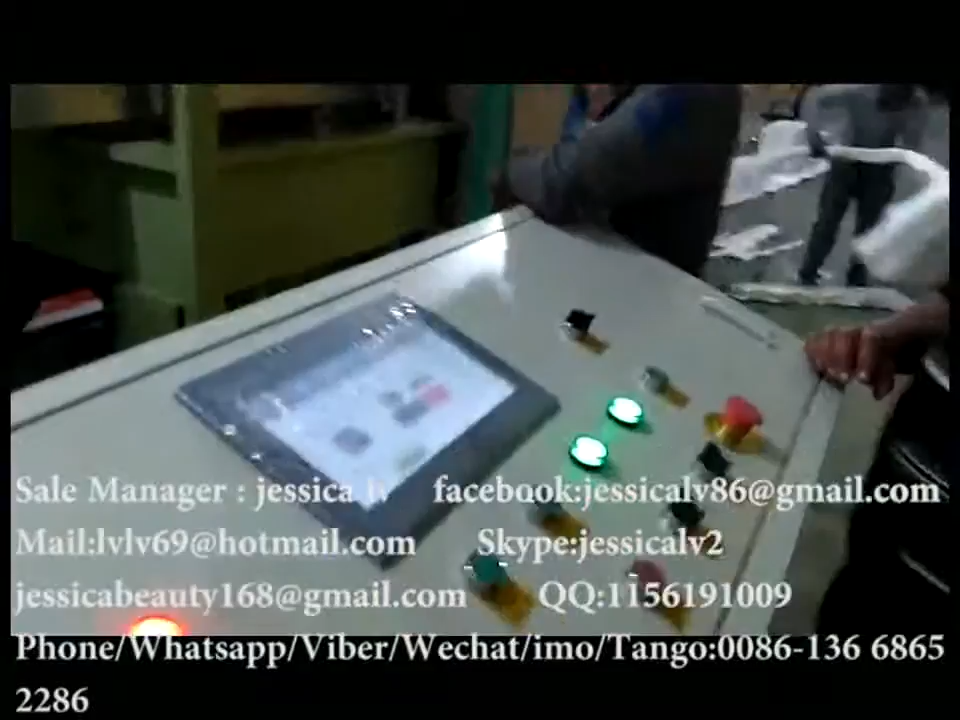 Sale Manager : jessica lv facebook:jessicalv86@gmail.com
Mail:lvlv69@hotmail.com Skype:jessicalv2
jessicabeauty168@gmail.com QQ:1156191009
Phone/Whatsapp/Viber/Wechat/imo/Tango:0086-136 6865
2286